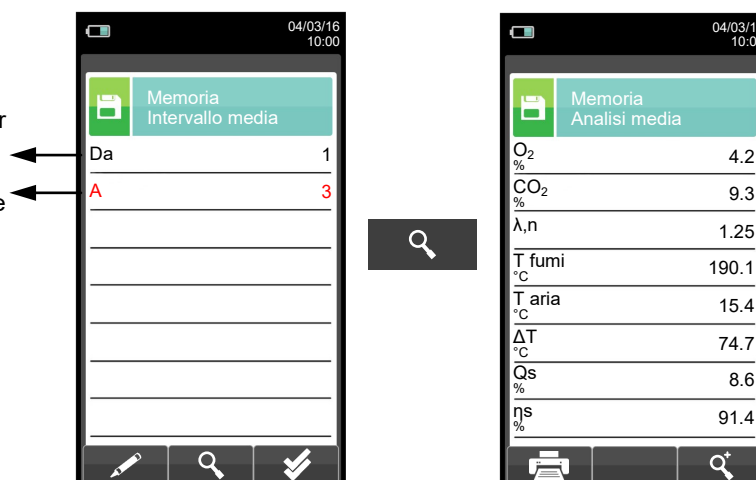 04/03/16
10:00
Memoria
Intervallo media
Da 1
A 3
04/03/1
10:0
Memoria
Analisi media
O₂ % 4.2
CO₂ % 9.3
λ,n 1.25
T fumi °C 190.1
T aria °C 15.4
ΔT °C 74.7
Qs % 8.6
ηs % 91.4